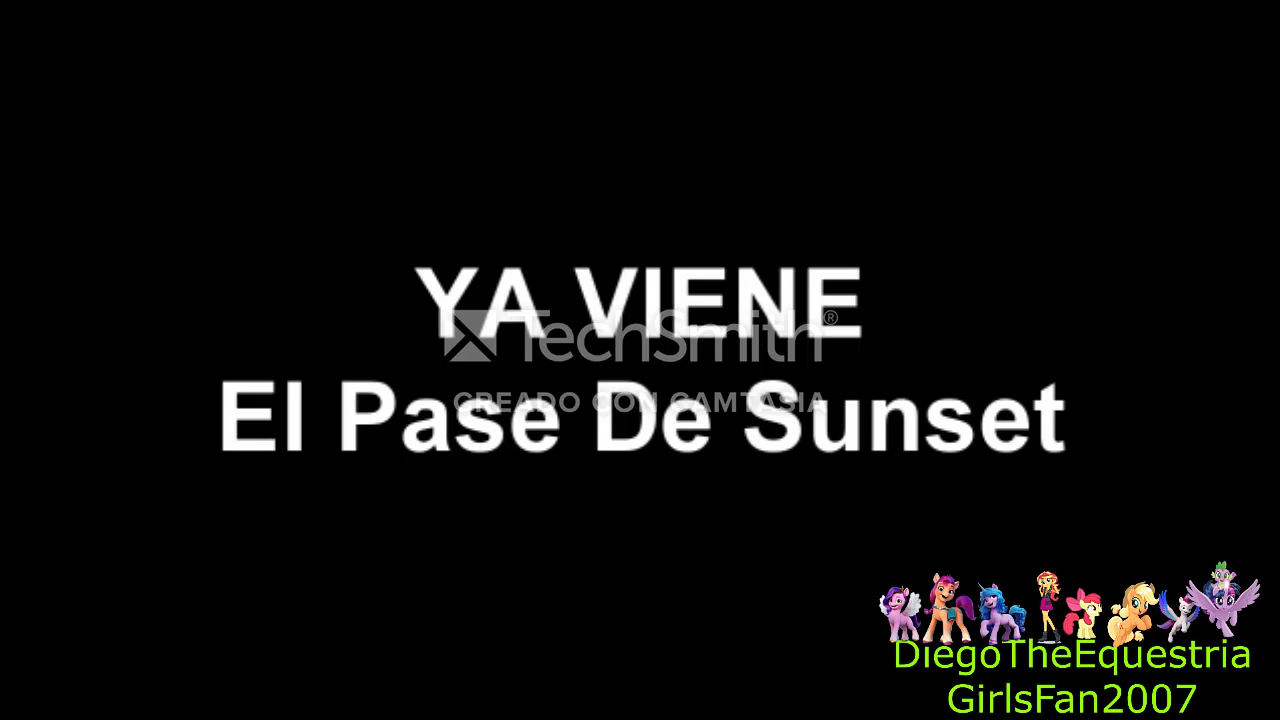 YA VIENE
TechSmith®
CREADO CON CAMTASIA
El Pase De Sunset
DiegoTheEquestria
GirlsFan2007